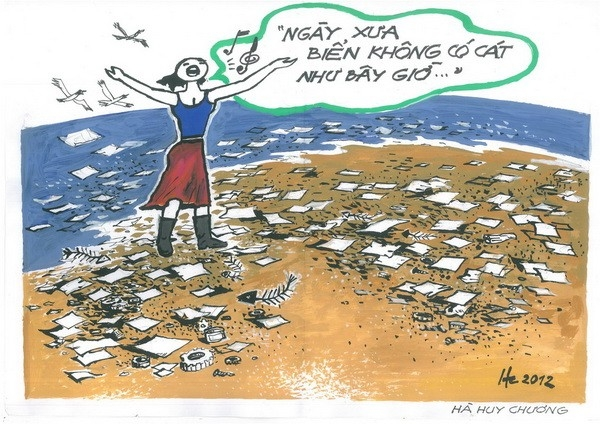 "NGÀY XƯA
BIỂN KHÔNG CÓ CÁT
NHƯ BÂY GIỜ..."
He 2012
HÀ HUY CHƯƠNG